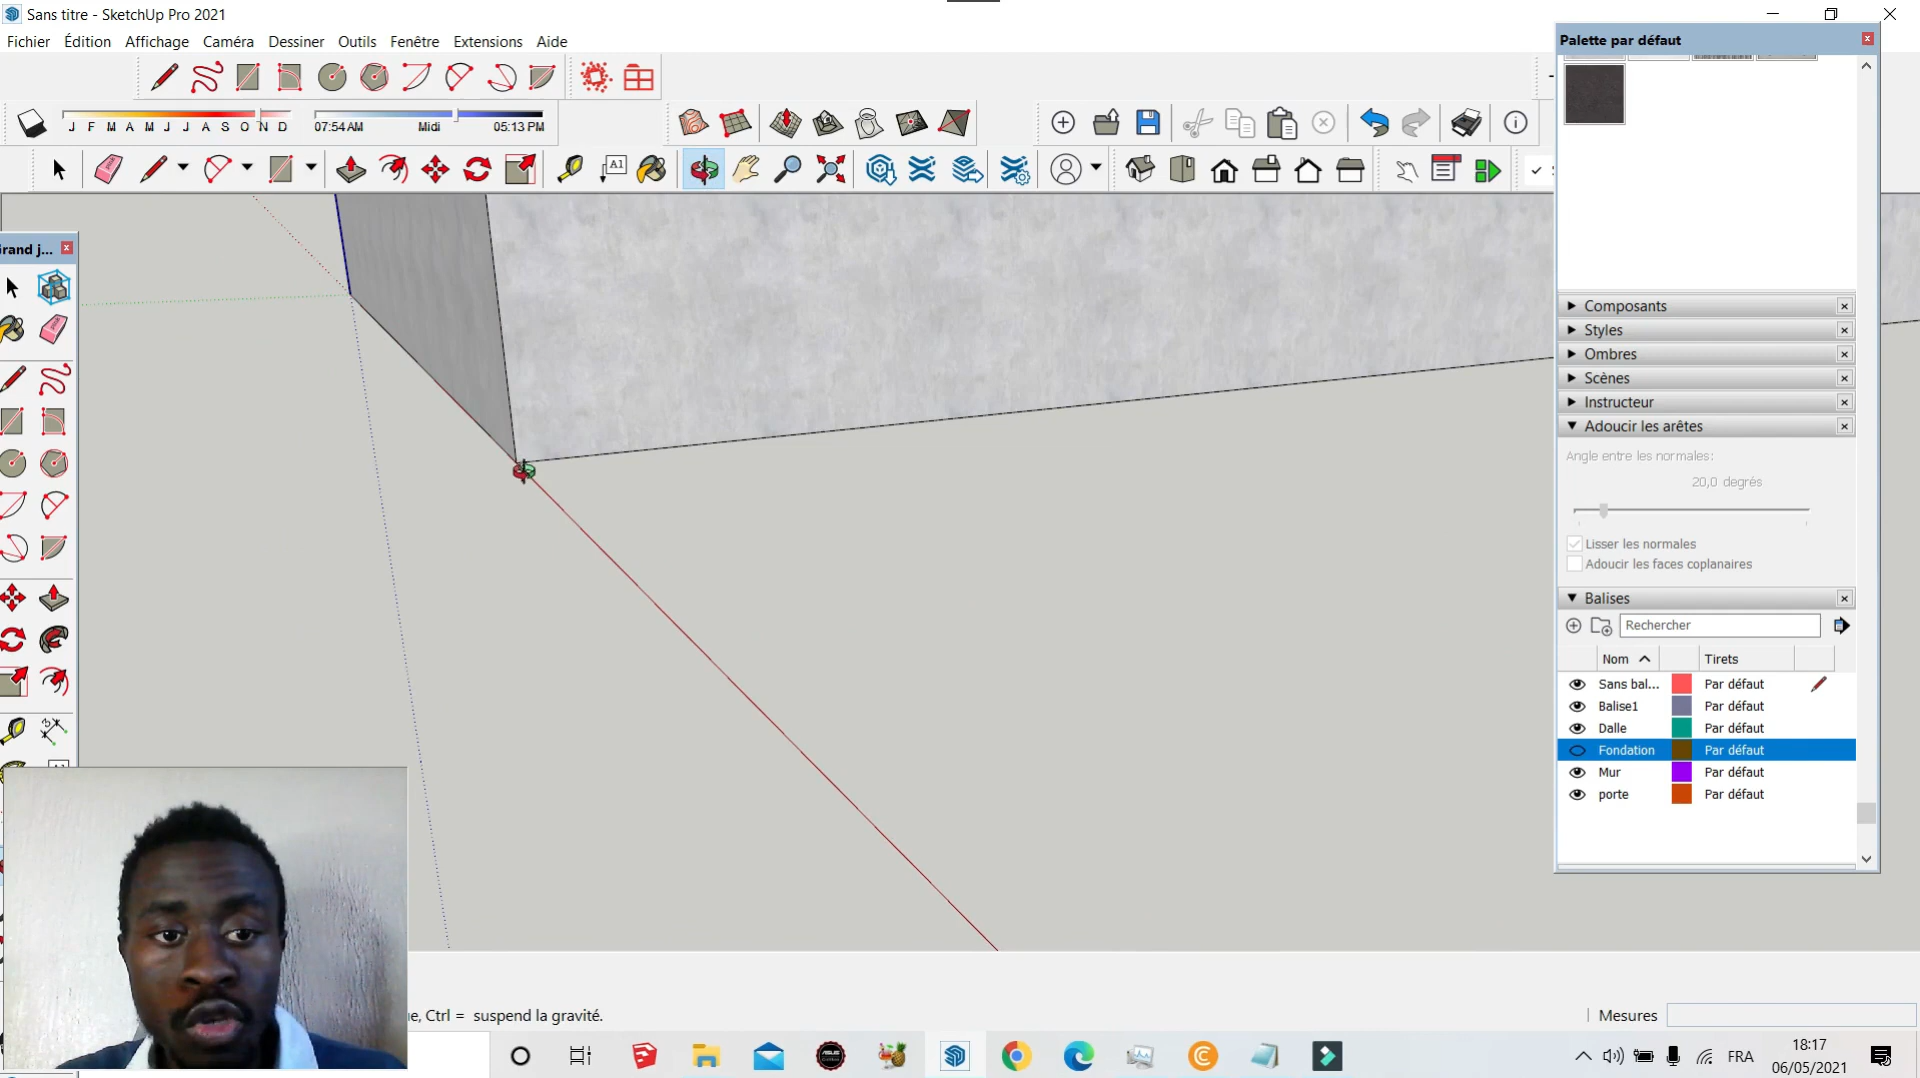 Sans titre - SketchUp Pro 2021
Fichier Édition Affichage Caméra Dessiner Outils Fenêtre Extensions Aide
Palette par défaut
J F M A M J J A S O N D
07:54AM Midi 05:13PM
A1
Grand j...
Composants
Styles
Ombres
Scènes
Instructeur
Adoucir les arêtes
Angle entre les normales:
20,0 degrés
Lisser les normales
Adoucir les faces coplanaires
Balises
Rechercher
Nom Tirets
Sans bal... Par défaut
Balise1 Par défaut
Dalle Par défaut
Fondation Par défaut
Mur Par défaut
porte Par défaut
Ctrl = suspend la gravité.
Mesures
FRA
18:17
06/05/2021